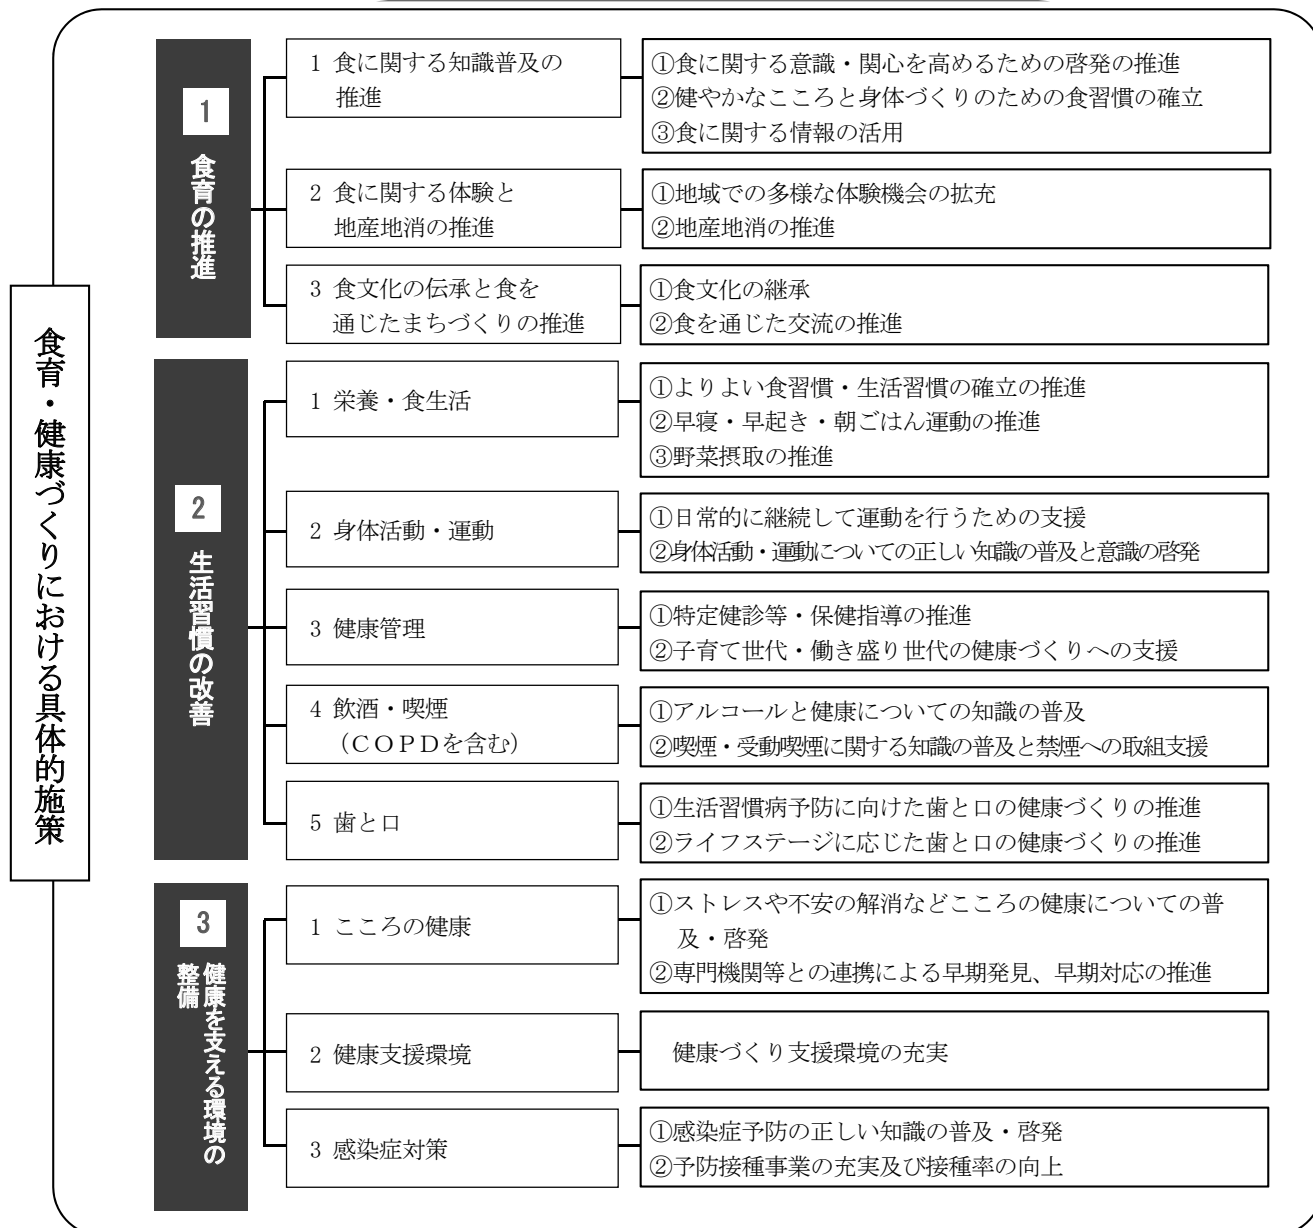 食育・健康づくりにおける具体的施策
1
食育の推進
1 食に関する知識普及の
推進
①食に関する意識・関心を高めるための啓発の推進
②健やかなこころと身体づくりのための食習慣の確立
③食に関する情報の活用
2 食に関する体験と
地産地消の推進
①地域での多様な体験機会の拡充
②地産地消の推進
3 食文化の伝承と食を
通じたまちづくりの推進
①食文化の継承
②食を通じた交流の推進
2
生活習慣の改善
1 栄養・食生活
①よりよい食習慣・生活習慣の確立の推進
②早寝・早起き・朝ごはん運動の推進
③野菜摂取の推進
2 身体活動・運動
①日常的に継続して運動を行うための支援
②身体活動・運動についての正しい知識の普及と意識の啓発
3 健康管理
①特定健診等・保健指導の推進
②子育て世代・働き盛り世代の健康づくりへの支援
4 飲酒・喫煙
（ＣＯＰＤを含む）
①アルコールと健康についての知識の普及
②喫煙・受動喫煙に関する知識の普及と禁煙への取組支援
5 歯と口
①生活習慣病予防に向けた歯と口の健康づくりの推進
②ライフステージに応じた歯と口の健康づくりの推進
3
健康を支える環境の
整備
1 こころの健康
①ストレスや不安の解消などこころの健康についての普
及・啓発
②専門機関等との連携による早期発見、早期対応の推進
2 健康支援環境
健康づくり支援環境の充実
3 感染症対策
①感染症予防の正しい知識の普及・啓発
②予防接種事業の充実及び接種率の向上